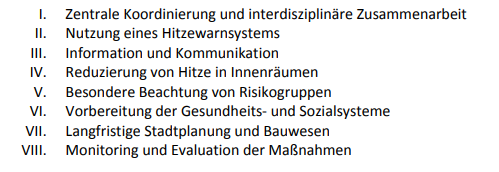 I. Zentrale Koordinierung und interdisziplinäre Zusammenarbeit
II. Nutzung eines Hitzewarnsystems
III. Information und Kommunikation
IV. Reduzierung von Hitze in Innenräumen
V. Besondere Beachtung von Risikogruppen
VI. Vorbereitung der Gesundheits- und Sozialsysteme
VII. Langfristige Stadtplanung und Bauwesen
VIII. Monitoring und Evaluation der Maßnahmen